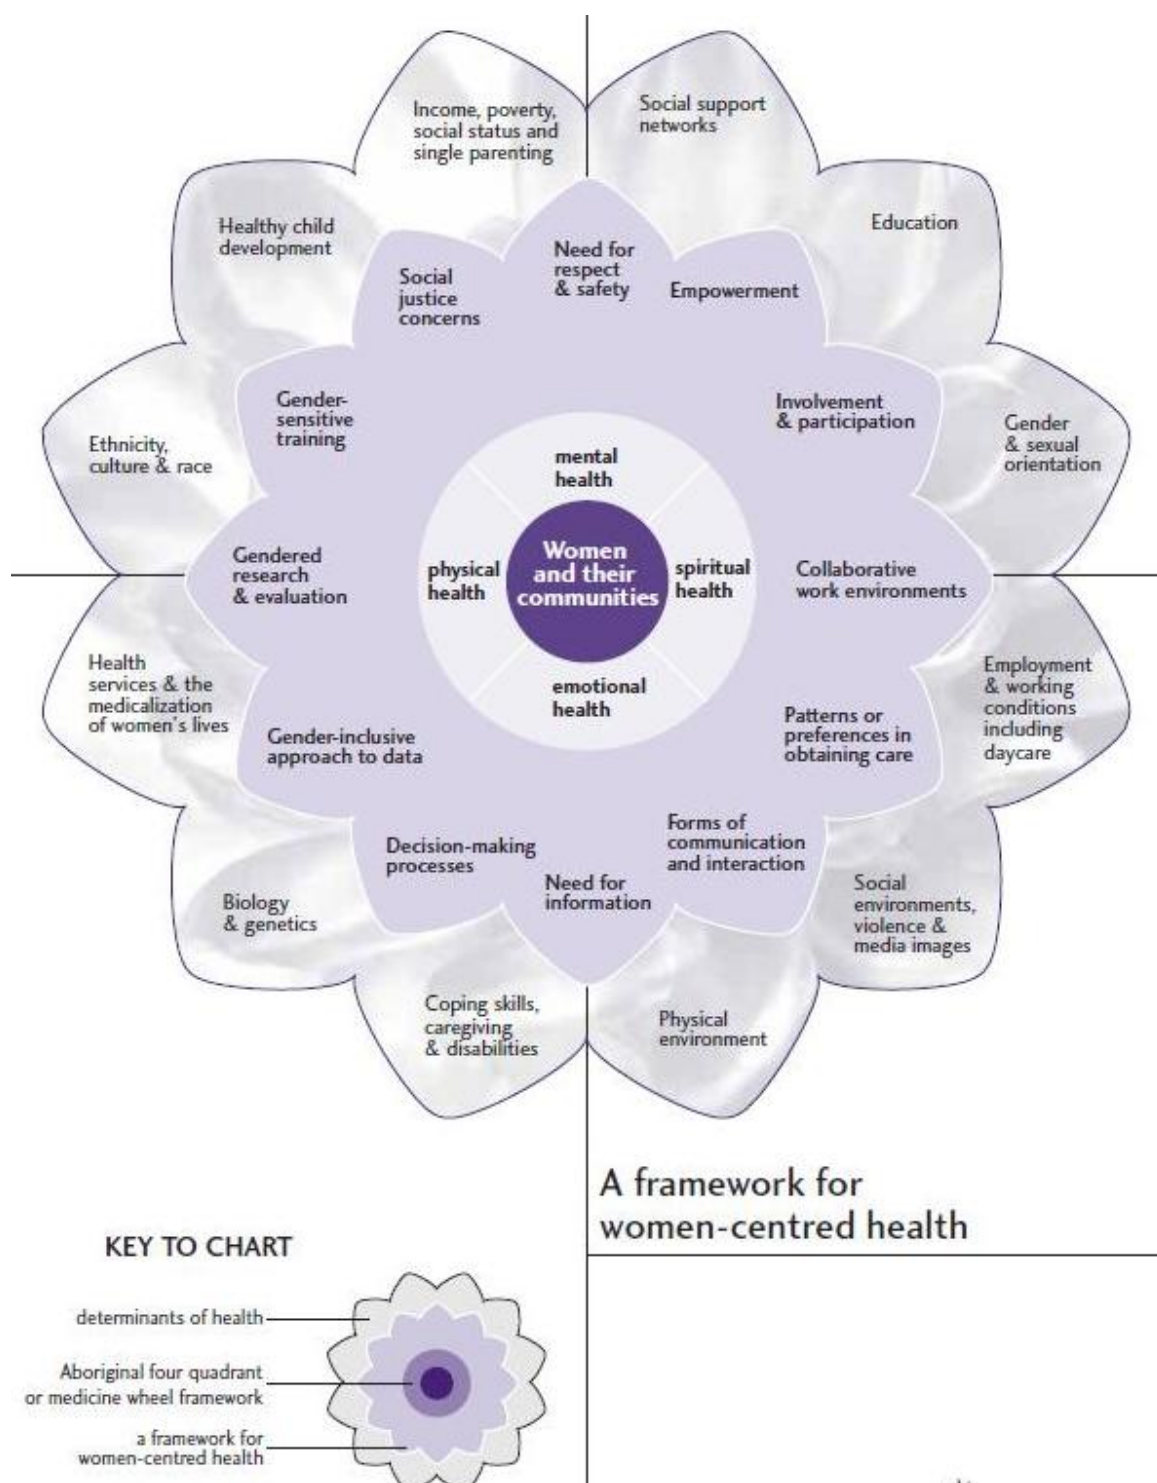 Income, poverty,
social status and
single parenting
Social support
networks
Healthy child
development
Education
Need for
respect
& safety
Social
justice
concerns
Empowerment
Gender-
sensitive
training
Involvement
& participation
Ethnicity,
culture & race
Gender
& sexual
orientation
mental
health
Gendered
research
& evaluation
physical
health
Women
and their
communities
spiritual
health
Collaborative
work environments
emotional
health
Health
services & the
medicalization
of women's lives
Employment
& working
conditions
including
daycare
Gender-inclusive
approach to data
Patterns or
preferences in
obtaining care
Decision-making
processes
Forms of
communication
and interaction
Need for
information
Biology
& genetics
Social
environments,
violence &
media images
Coping skills,
caregiving
& disabilities
Physical
environment
A framework for
women-centred health
KEY TO CHART
determinants of health
Aboriginal four quadrant
or medicine wheel framework
a framework for
women-centred health